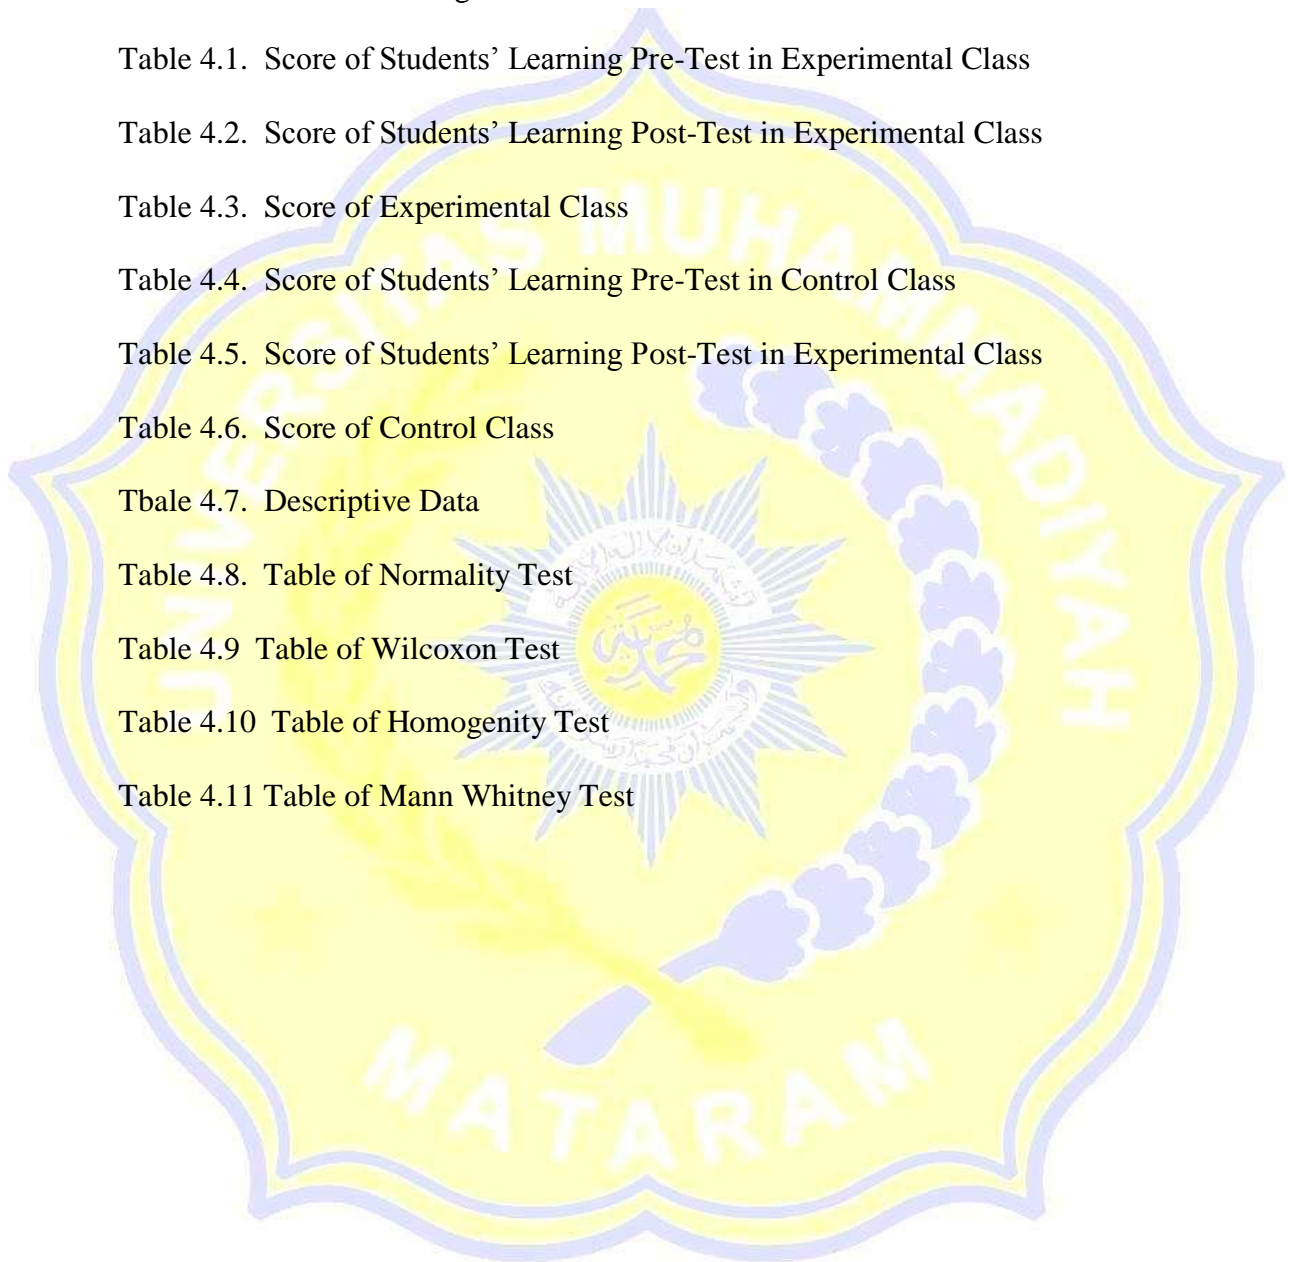 Table 4.1. Score of Students’ Learning Pre-Test in Experimental Class
Table 4.2. Score of Students’ Learning Post-Test in Experimental Class
Table 4.3. Score of Experimental Class
Table 4.4. Score of Students’ Learning Pre-Test in Control Class
Table 4.5. Score of Students’ Learning Post-Test in Experimental Class
Table 4.6. Score of Control Class
Tbale 4.7. Descriptive Data
Table 4.8. Table of Normality Test
Table 4.9 Table of Wilcoxon Test
Table 4.10 Table of Homogenity Test
Table 4.11 Table of Mann Whitney Test
UNIVERSITAS MUHAMMADIYAH
MATARAM